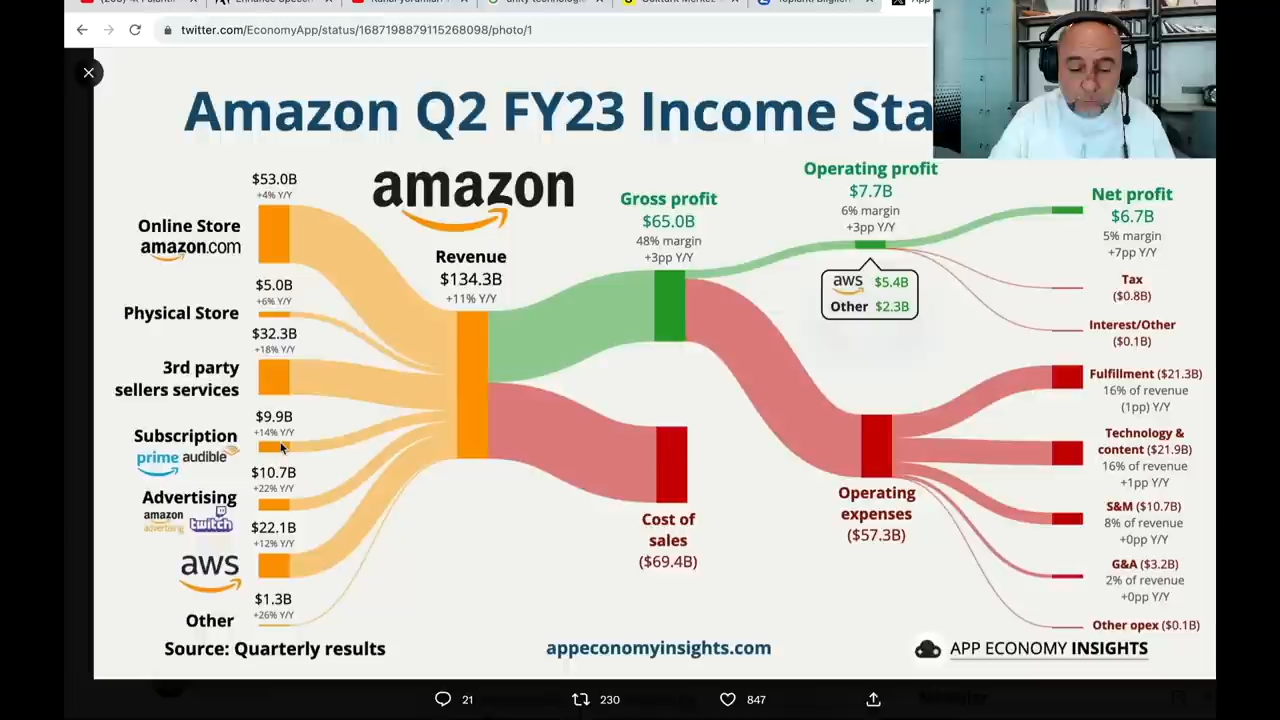 Enhance Speech
twitter.com/EconomyApp/status/1687198879115268098/photo/1
Amazon Q2 FY23 Income Sta
amazon
$53.0B
+4% Y/Y
Online Store
amazon.com
$5.0B
+6% Y/Y
Physical Store
$32.3B
+18% Y/Y
3rd party
sellers services
$9.9B
+14% Y/Y
Subscription
prime audible
$10.7B
+22% Y/Y
Advertising
amazon
advertising
twitch
$22.1B
+12% Y/Y
aws
$1.3B
+26% Y/Y
Other
Revenue
$134.3B
+11% Y/Y
Gross profit
$65.0B
48% margin
+3pp Y/Y
Cost of
sales
($69.4B)
Operating profit
$7.7B
6% margin
+3pp Y/Y
aws $5.4B
Other $2.3B
Operating
expenses
($57.3B)
Net profit
$6.7B
5% margin
+7pp Y/Y
Tax
($0.8B)
Interest/Other
($0.1B)
Fulfillment ($21.3B)
16% of revenue
(1pp) Y/Y
Technology &
content ($21.9B)
16% of revenue
+1pp Y/Y
S&M ($10.7B)
8% of revenue
+0pp Y/Y
G&A ($3.2B)
2% of revenue
+0pp Y/Y
Other opex ($0.1B)
Source: Quarterly results
appeconomyinsights.com
APP ECONOMY INSIGHTS
21
230
847